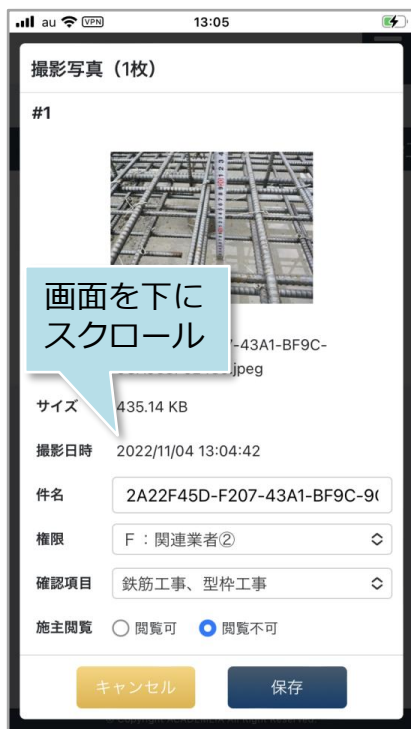 au VPN 13:05
撮影写真（1枚）
#1
画面を下に
スクロール
-43A1-BF9C-
.jpeg
サイズ 435.14 KB
撮影日時 2022/11/04 13:04:42
件名 2A22F45D-F207-43A1-BF9C-9(
権限 F：関連業者②
確認項目 鉄筋工事、型枠工事
施主閲覧 閲覧可 閲覧不可
キャンセル 保存